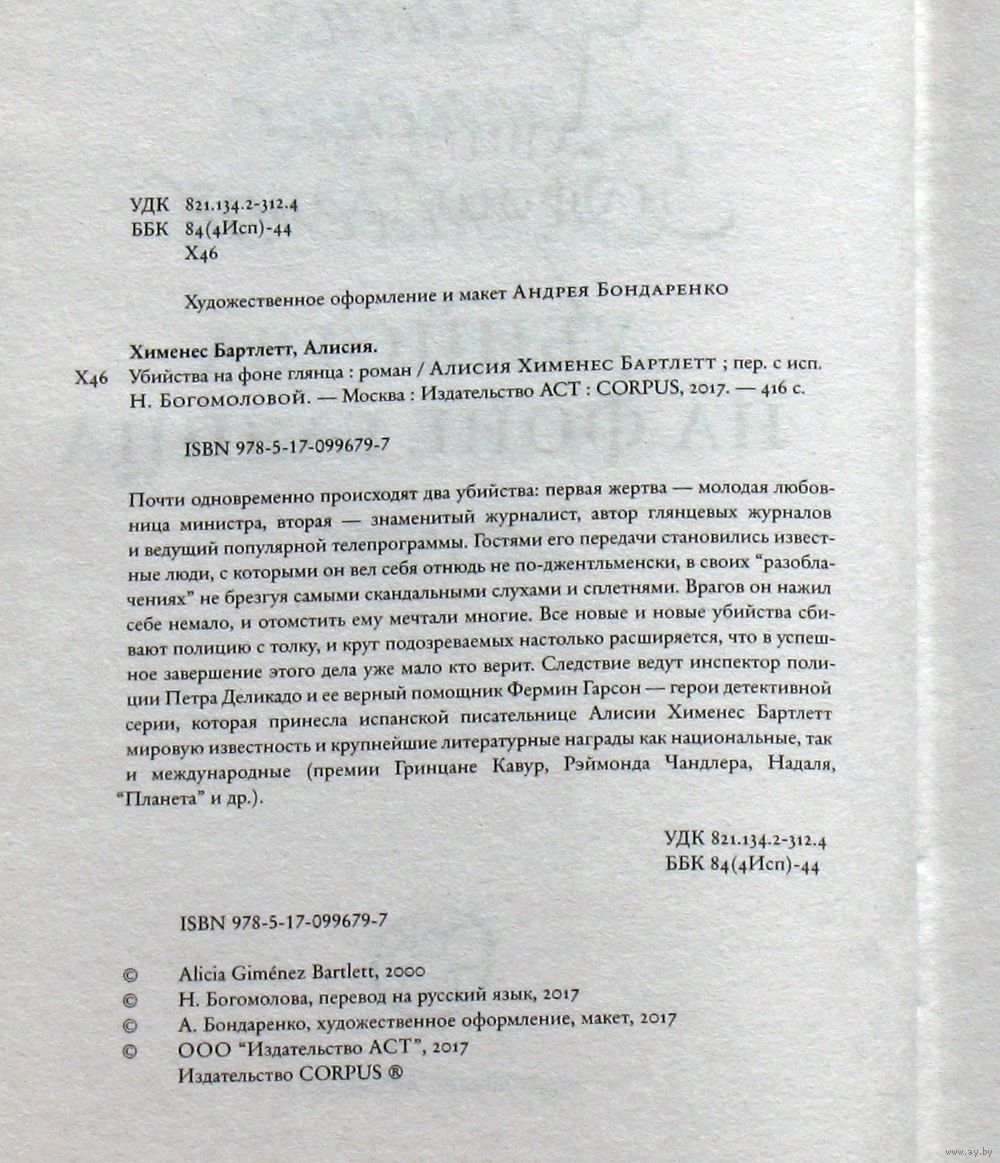 УДК 821.134.2-312.4
ББК 84(4Исп)-44
Х46
Художественное оформление и макет Андрея Бондаренко
Хименес Бартлетт, Алисия.
Х46 Убийства на фоне глянца : роман / Алисия Хименес Бартлетт ; пер. с исп.
Н. Богомоловой. — Москва : Издательство АСТ : CORPUS, 2017. — 416 с.
ISBN 978-5-17-099679-7
Почти одновременно происходят два убийства: первая жертва — молодая любов-
ница министра, вторая — знаменитый журналист, автор глянцевых журналов
и ведущий популярной телепрограммы. Гостями его передачи становились извест-
ные люди, с которыми он вел себя отнюдь не по-джентльменски, в своих “разобла-
чениях” не брезгуя самыми скандальными слухами и сплетнями. Врагов он нажил
себе немало, и отомстить ему мечтали многие. Все новые и новые убийства сби-
вают полицию с толку, и круг подозреваемых настолько расширяется, что в успеш-
ное завершение этого дела уже мало кто верит. Следствие ведут инспектор поли-
ции Петра Деликадо и ее верный помощник Фермин Гарсон — герои детективной
серии, которая принесла испанской писательнице Алисии Хименес Бартлетт
мировую известность и крупнейшие литературные награды как национальные, так
и международные (премии Гринцане Кавур, Рэймонда Чандлера, Надаля,
“Планета” и др.).
УДК 821.134.2-312.4
ББК 84(4Исп)-44
ISBN 978-5-17-099679-7
© Alicia Giménez Bartlett, 2000
© Н. Богомолова, перевод на русский язык, 2017
© А. Бондаренко, художественное оформление, макет, 2017
© ООО “Издательство АСТ”, 2017
Издательство CORPUS ®
www.ay.by